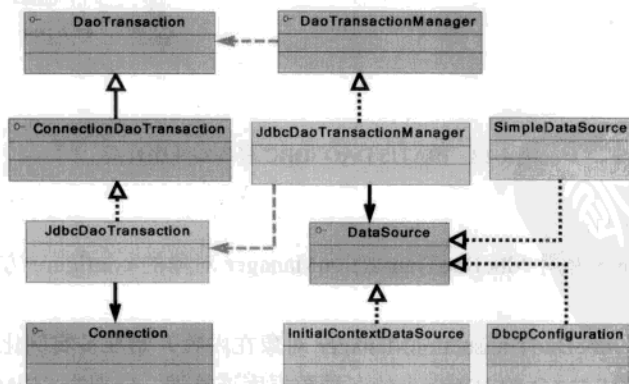 DaoTransaction
DaoTransactionManager
ConnectionDaoTransaction
JdbcDaoTransactionManager
SimpleDataSource
JdbcDaoTransaction
DataSource
Connection
InitialContextDataSource
DbcpConfiguration